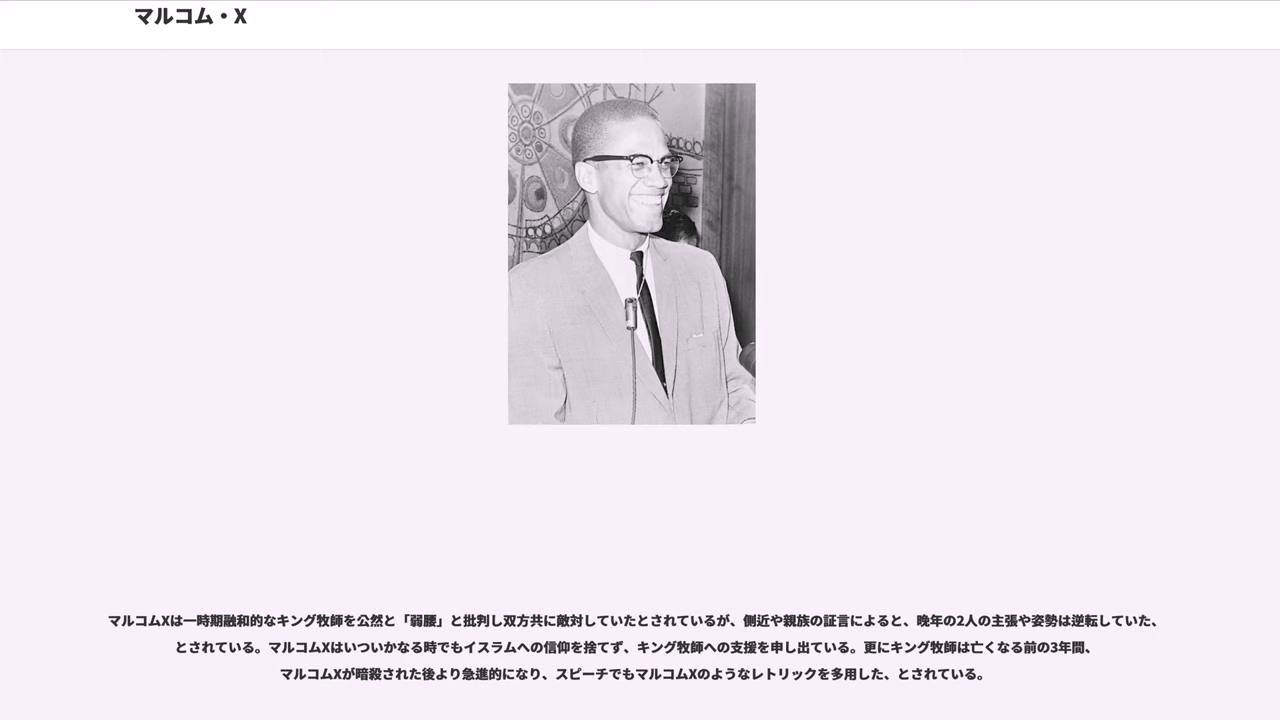 マルコム・X
マルコムXは一時期融和的なキング牧師を公然と「弱腰」と批判し双方共に敵対していたとされているが、側近や親族の証言によると、晩年の2人の主張や姿勢は逆転していた、
とされている。マルコムXはいついかなる時でもイスラムへの信仰を捨てず、キング牧師への支援を申し出ている。更にキング牧師は亡くなる前の3年間、
マルコムXが暗殺された後より急進的になり、スピーチでもマルコムXのようなレトリックを多用した、とされている。